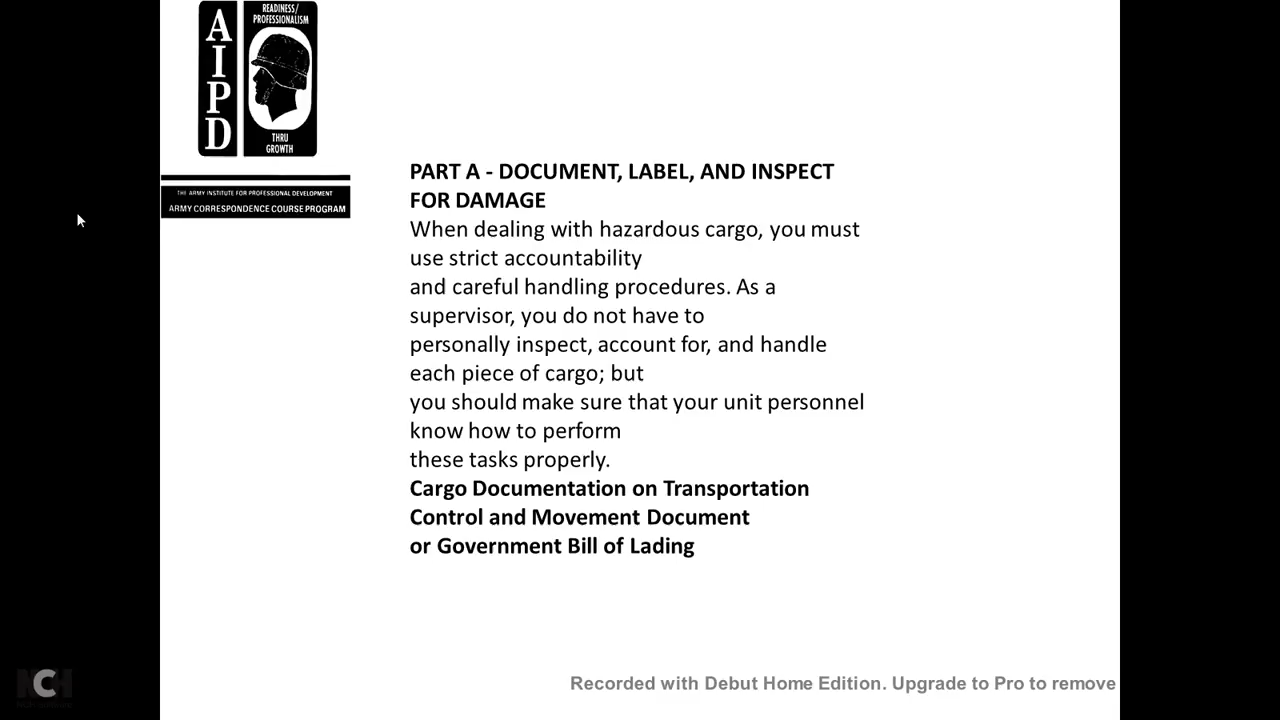 READINESS/
PROFESSIONALISM
AIPD
THRU
GROWTH
THE ARMY INSTITUTE FOR PROFESSIONAL DEVELOPMENT
ARMY CORRESPONDENCE COURSE PROGRAM
PART A - DOCUMENT, LABEL, AND INSPECT
FOR DAMAGE
When dealing with hazardous cargo, you must
use strict accountability
and careful handling procedures. As a
supervisor, you do not have to
personally inspect, account for, and handle
each piece of cargo; but
you should make sure that your unit personnel
know how to perform
these tasks properly.
Cargo Documentation on Transportation
Control and Movement Document
or Government Bill of Lading
NCH
Recorded with Debut Home Edition. Upgrade to Pro to remove